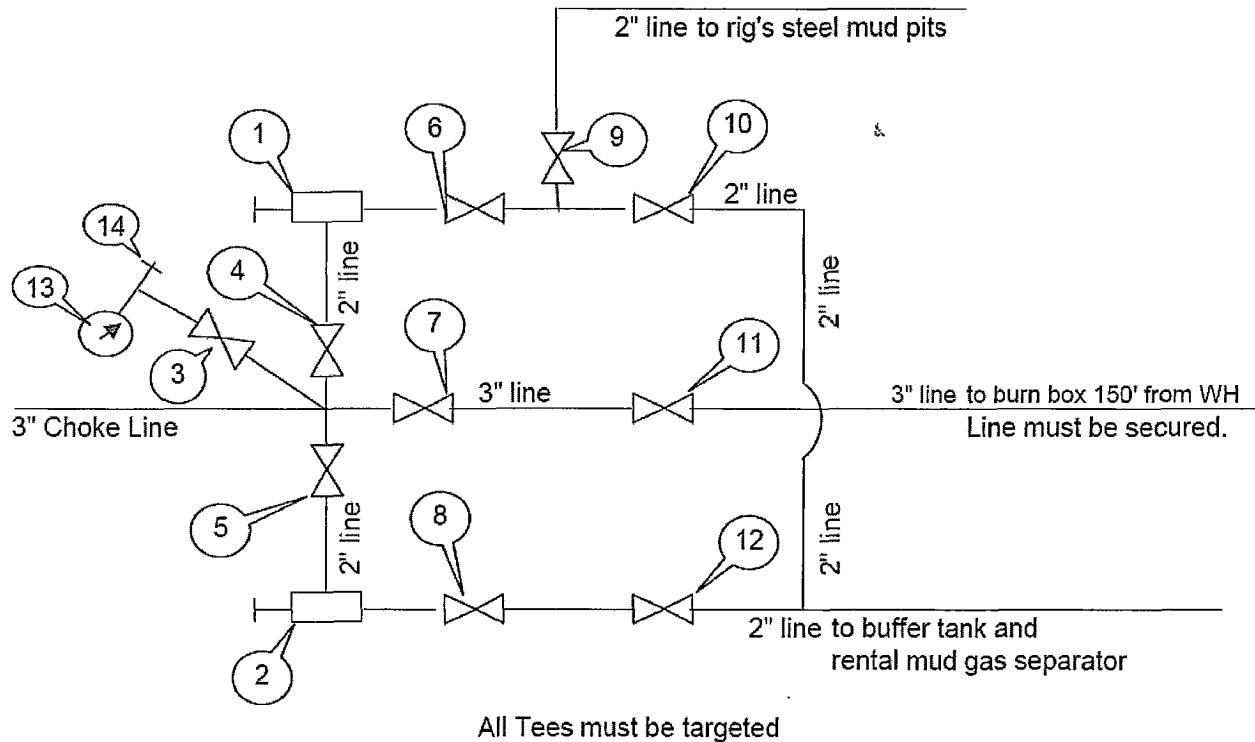 2" line to rig's steel mud pits
1
6
9
10
2" line
14
4
2" line
13
2" line
7
11
3
3" line
3" line to burn box 150' from WH
3" Choke Line
Line must be secured.
5
8
12
2" line
2" line
2
2" line to buffer tank and
rental mud gas separator
All Tees must be targeted